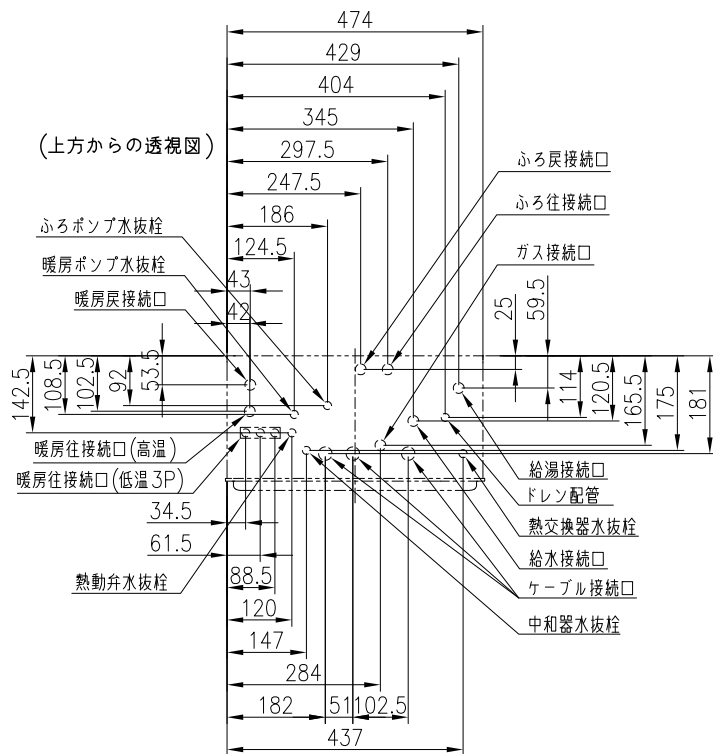 474
429
404
345
(上方からの透視図)
297.5
ふろ戻接続口
247.5
ふろ往接続口
186
ふろポンプ水抜栓
124.5
ガス接続口
暖房ポンプ水抜栓
43
暖房戻接続口
25
59.5
42
142.5
108.5
102.5
92
53.5
114
120.5
165.5
175
181
暖房往接続口(高温)
給湯接続口
暖房往接続口(低温3P)
ドレン配管
34.5
熱交換器水抜栓
61.5
給水接続口
88.5
熱動弁水抜栓
ケーブル接続口
120
中和器水抜栓
147
284
182
51
102.5
437